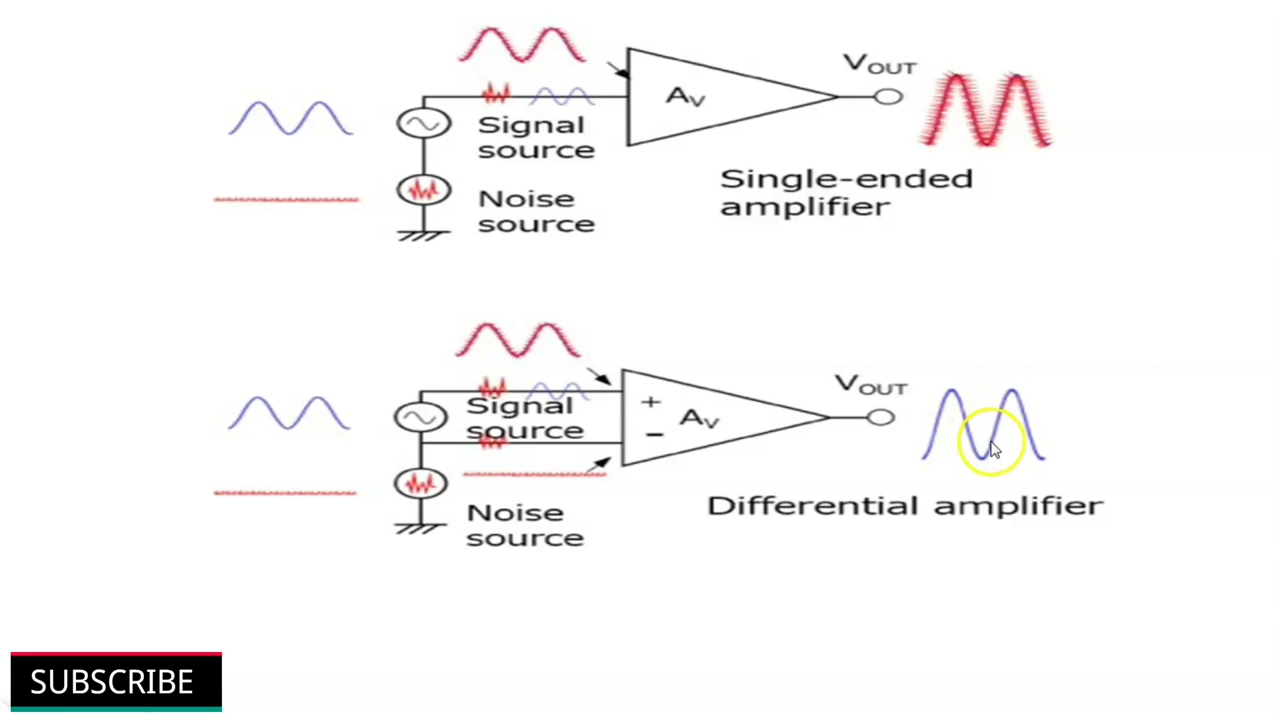 VOUT
AV
Signal
source
Single-ended
amplifier
Noise
source
VOUT
+
Signal
AV
source
−
Differential amplifier
Noise
source
SUBSCRIBE